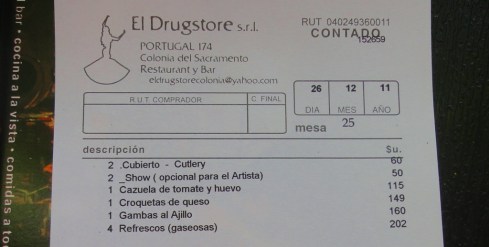 El Drugstore s.r.l.
RUT 040249360011
CONTADO
152659
PORTUGAL 174
Colonia del Sacramento
Restaurant y Bar
eldrugstorecolonia@yahoo.com
26 12 11
DIA MES AÑO
R.U.T. COMPRADOR C. FINAL
mesa 25
descripción $u.
2 .Cubierto - Cutlery 60
2 _Show ( opcional para el Artista) 50
1 Cazuela de tomate y huevo 115
1 Croquetas de queso 149
1 Gambas al Ajillo 160
4 Refrescos (gaseosas) 202
bar • cocina a la vista • comidas a to